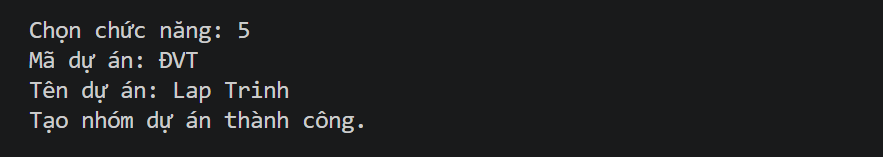 Chọn chức năng: 5
Mã dự án: ĐVT
Tên dự án: Lap Trinh
Tạo nhóm dự án thành công.